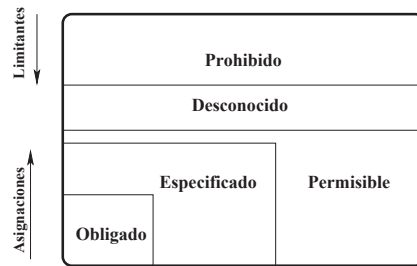 Limitantes
Prohibido
Desconocido
Asignaciones
Especificado
Permisible
Obligado